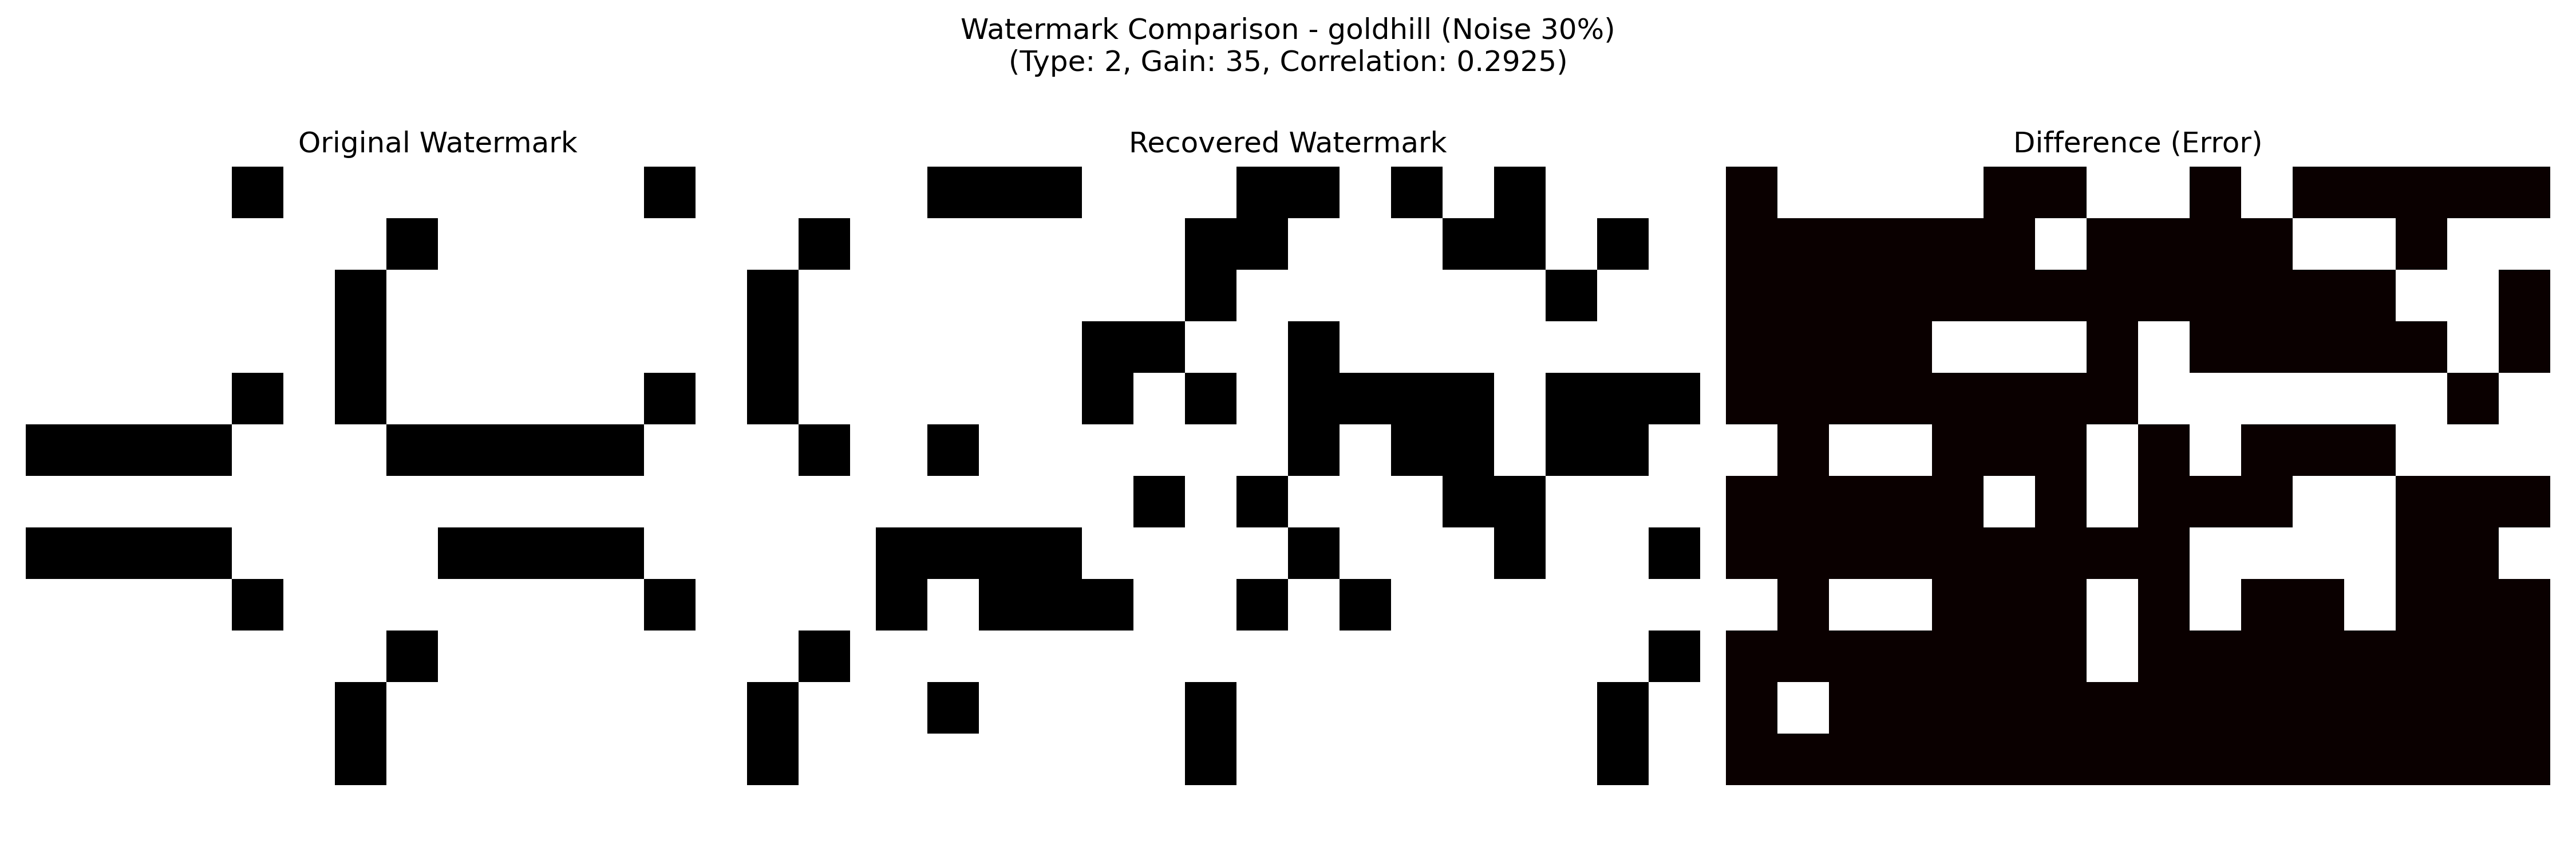 Watermark Comparison - goldhill (Noise 30%)
(Type: 2, Gain: 35, Correlation: 0.2925)
Original Watermark
Recovered Watermark
Difference (Error)